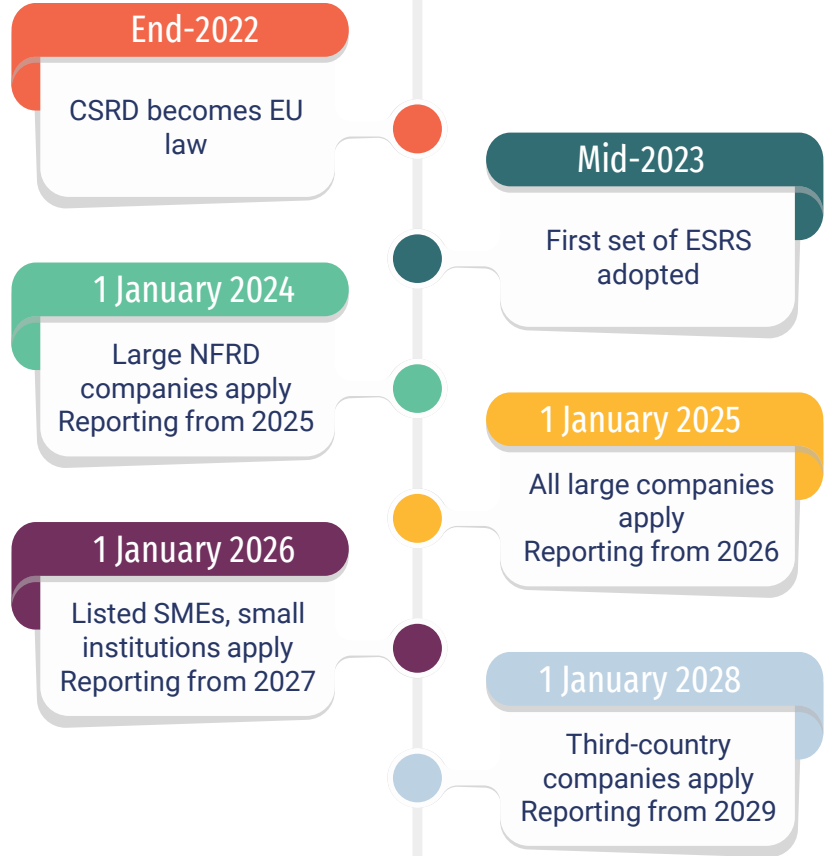 End-2022
CSRD becomes EU
law
Mid-2023
First set of ESRS
adopted
1 January 2024
Large NFRD
companies apply
Reporting from 2025
1 January 2025
All large companies
apply
Reporting from 2026
1 January 2026
Listed SMEs, small
institutions apply
Reporting from 2027
1 January 2028
Third-country
companies apply
Reporting from 2029